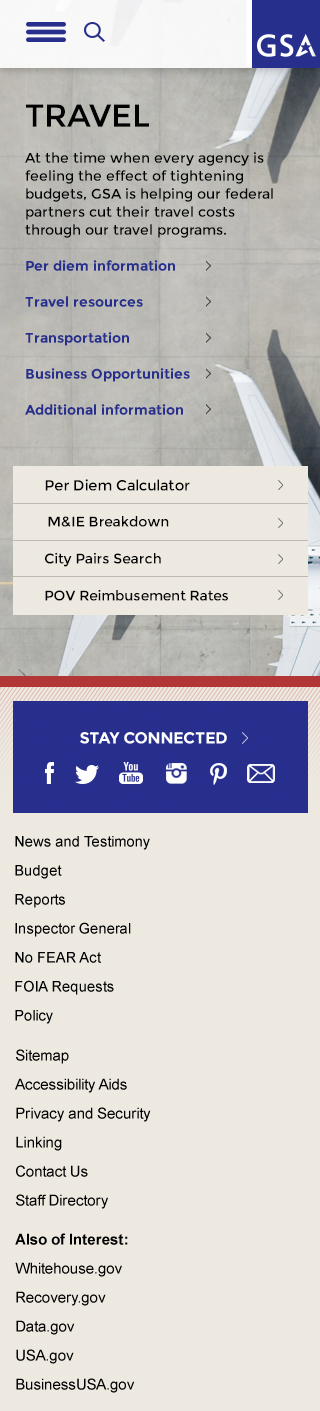 GSA
TRAVEL
At the time when every agency is
feeling the effect of tightening
budgets, GSA is helping our federal
partners cut their travel costs
through our travel programs.
Per diem information
Travel resources
Transportation
Business Opportunities
Additional information
Per Diem Calculator
M&IE Breakdown
City Pairs Search
POV Reimbusement Rates
STAY CONNECTED
You
Tube
News and Testimony
Budget
Reports
Inspector General
No FEAR Act
FOIA Requests
Policy
Sitemap
Accessibility Aids
Privacy and Security
Linking
Contact Us
Staff Directory
Also of Interest:
Whitehouse.gov
Recovery.gov
Data.gov
USA.gov
BusinessUSA.gov